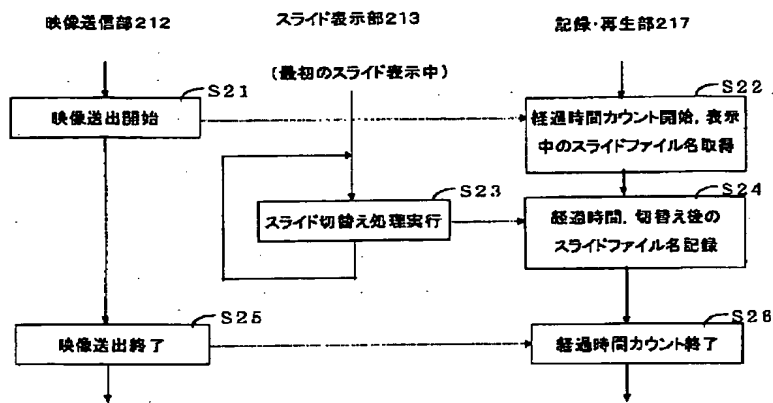 映像送信部212
スライド表示部213
記録・再生部217
(最初のスライド表示中)
S21
映像送出開始
S22
経過時間カウント開始,表示
中のスライドファイル名取得
S23
スライド切替え処理実行
S24
経過時間,切替え後の
スライドファイル名記録
S25
映像送出終了
S26
経過時間カウント終了